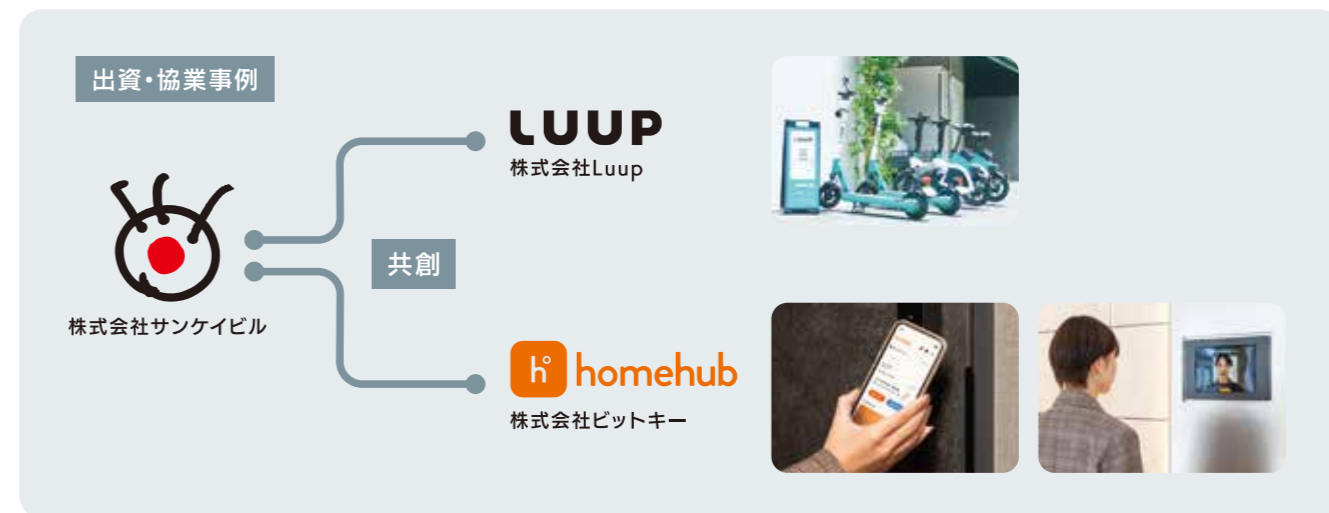 出資・協業事例
LUUP
株式会社Luup
共創
株式会社サンケイビル
h homehub
株式会社ビットキー